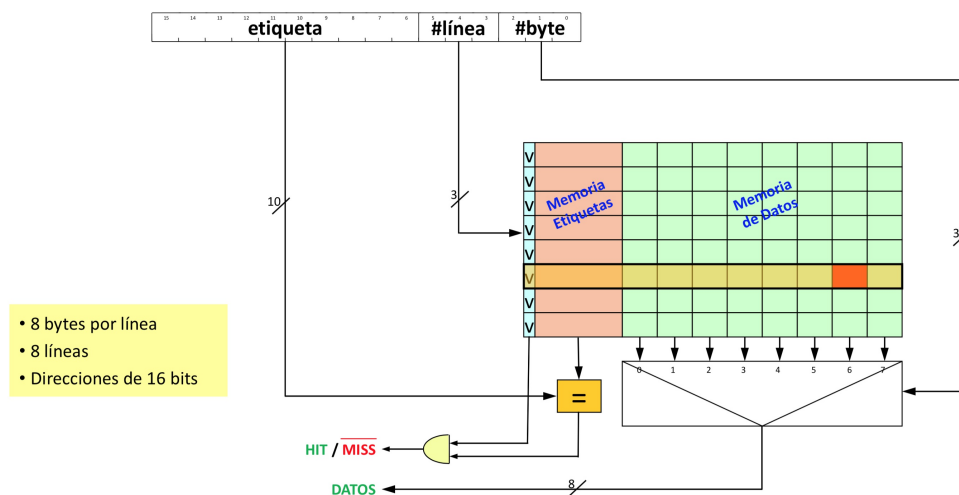 15 14 13 12 11 10 9 8 7 6 5 4 3 2 1 0
etiqueta #línea #byte
V
V
V
V
V
V
V
V
Memoria
Etiquetas
Memoria
de Datos
10
3
3
• 8 bytes por línea
• 8 líneas
• Direcciones de 16 bits
0 1 2 3 4 5 6 7
=
HIT / MISS
DATOS
8